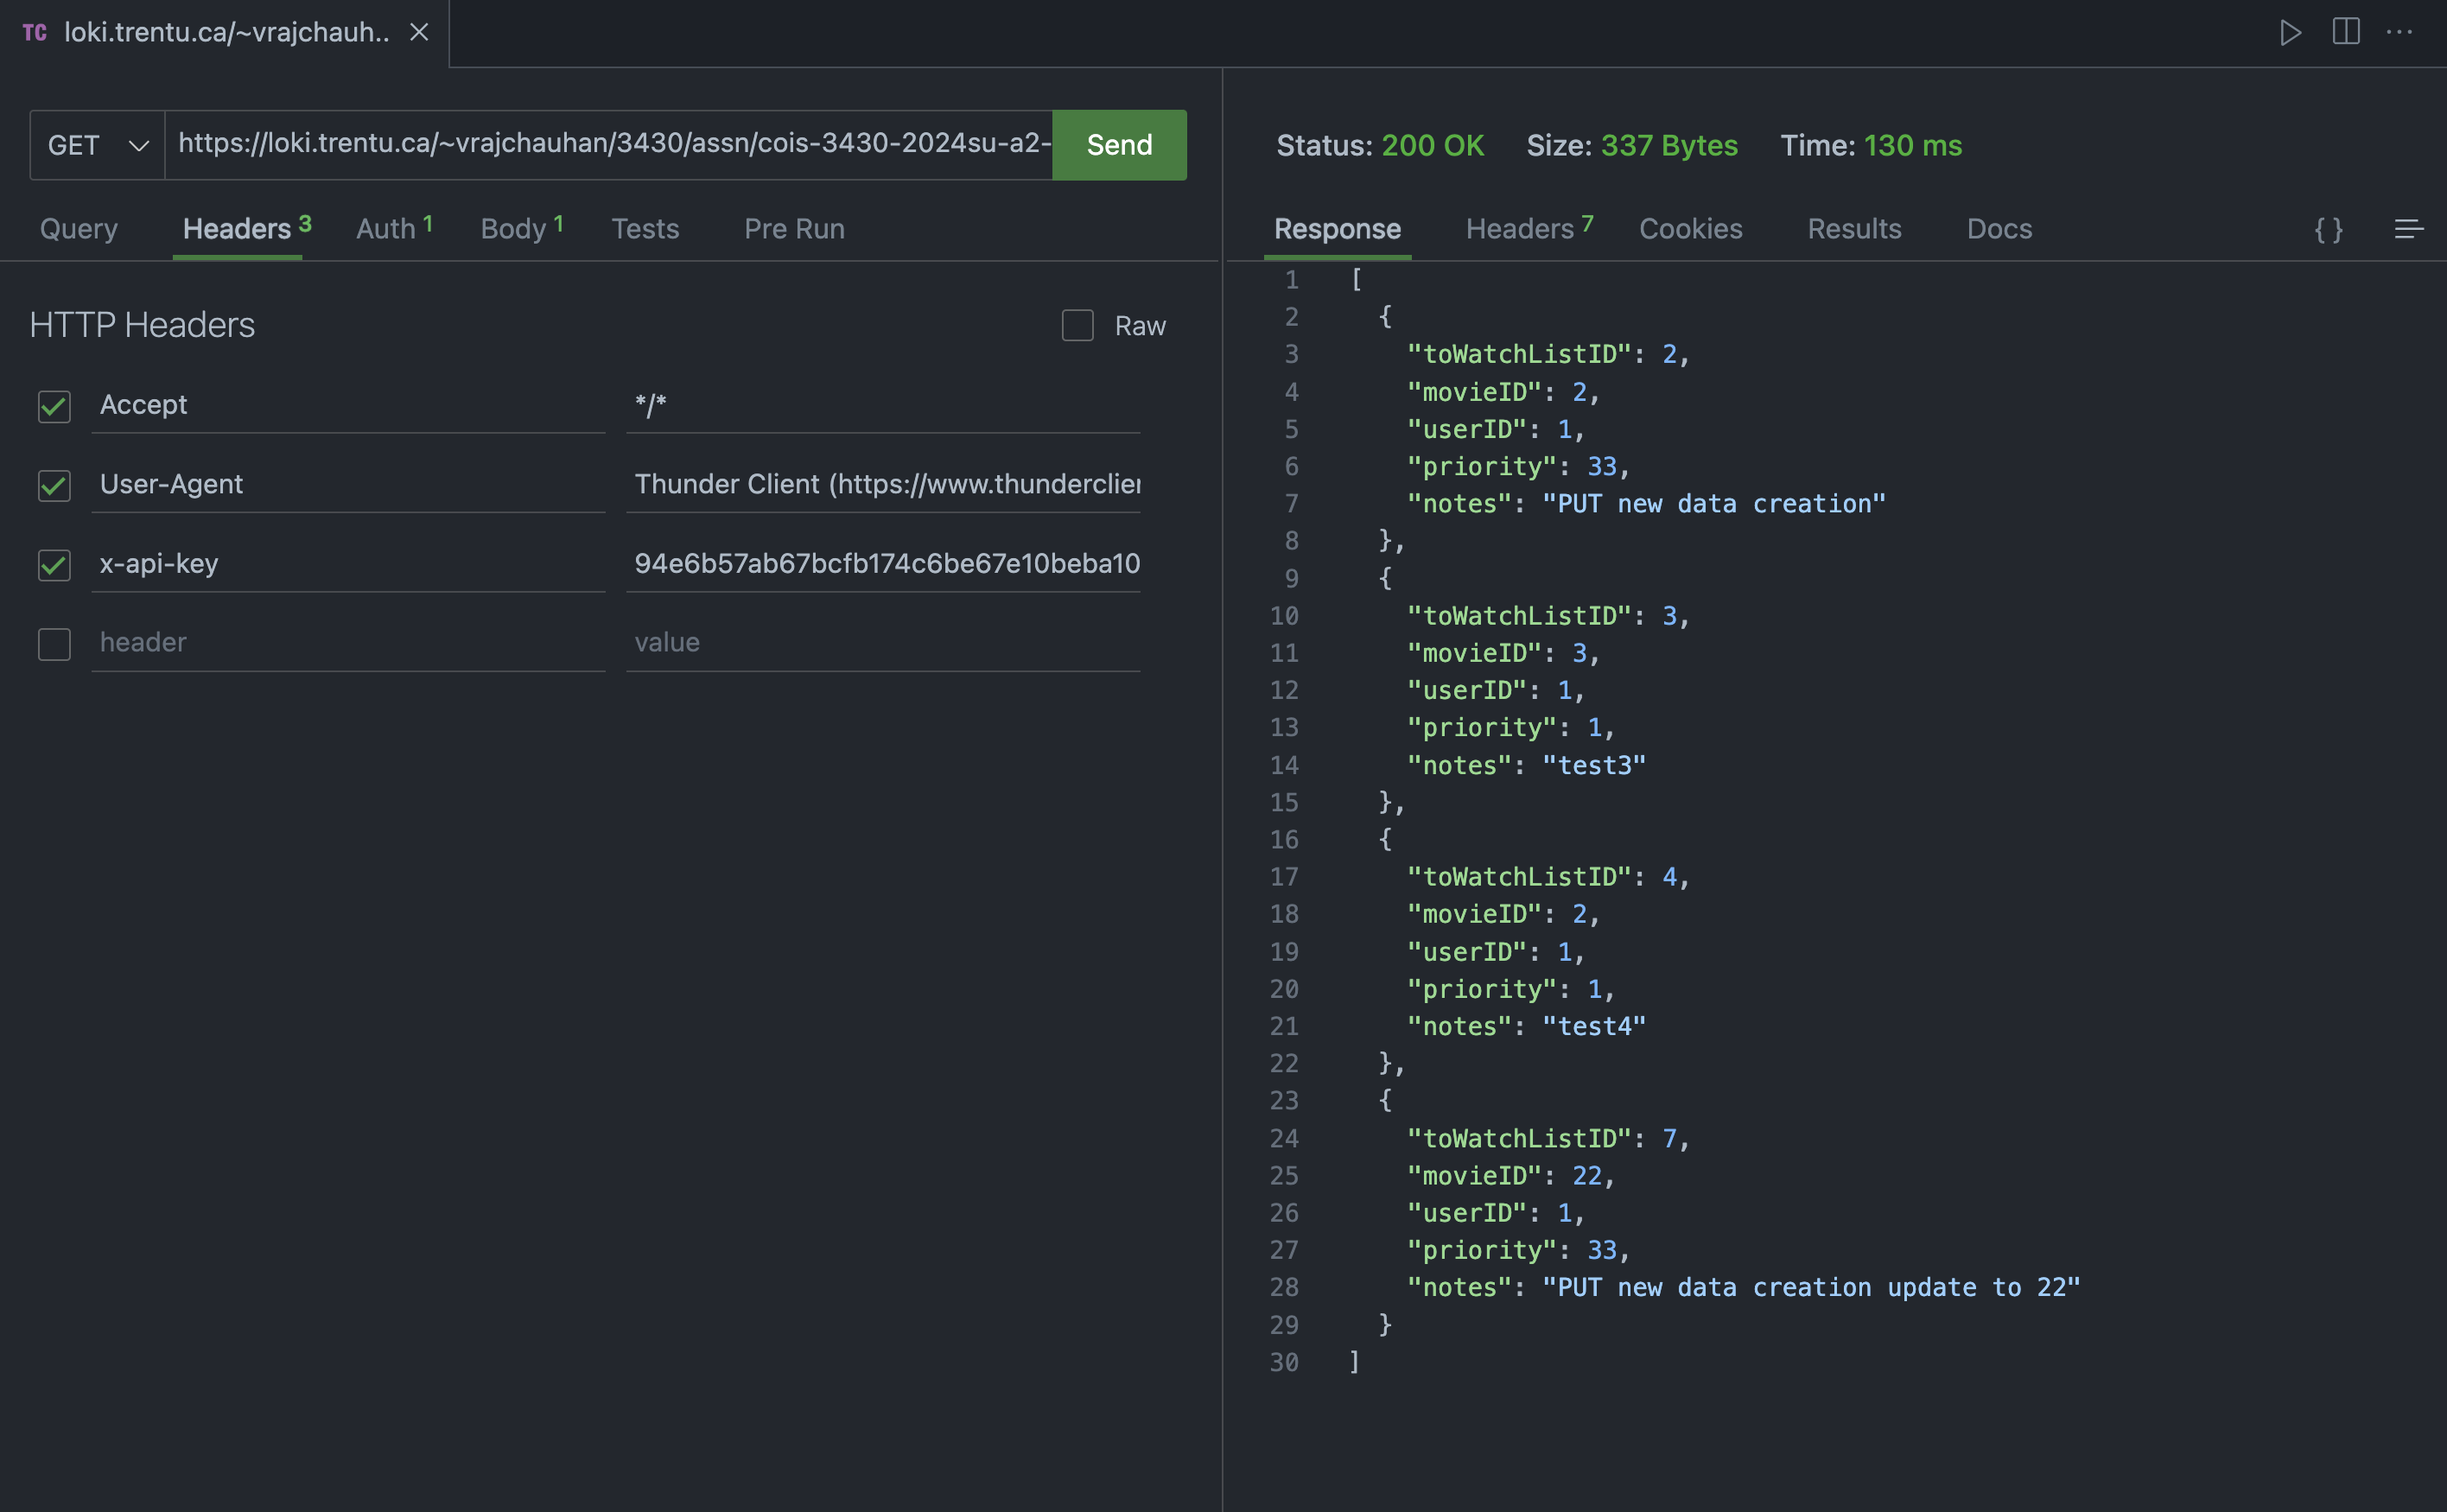 TC loki.trentu.ca/~vrajchauh..
GET https://loki.trentu.ca/~vrajchauhan/3430/assn/cois-3430-2024su-a2- Send
Query Headers 3 Auth 1 Body 1 Tests Pre Run
HTTP Headers Raw
Accept */*
User-Agent Thunder Client (https://www.thunderclien
x-api-key 94e6b57ab67bcfb174c6be67e10beba10
header value
Status: 200 OK Size: 337 Bytes Time: 130 ms
Response Headers 7 Cookies Results Docs { }
1 [
2 {
3 "toWatchListID": 2,
4 "movieID": 2,
5 "userID": 1,
6 "priority": 33,
7 "notes": "PUT new data creation"
8 },
9 {
10 "toWatchListID": 3,
11 "movieID": 3,
12 "userID": 1,
13 "priority": 1,
14 "notes": "test3"
15 },
16 {
17 "toWatchListID": 4,
18 "movieID": 2,
19 "userID": 1,
20 "priority": 1,
21 "notes": "test4"
22 },
23 {
24 "toWatchListID": 7,
25 "movieID": 22,
26 "userID": 1,
27 "priority": 33,
28 "notes": "PUT new data creation update to 22"
29 }
30 ]